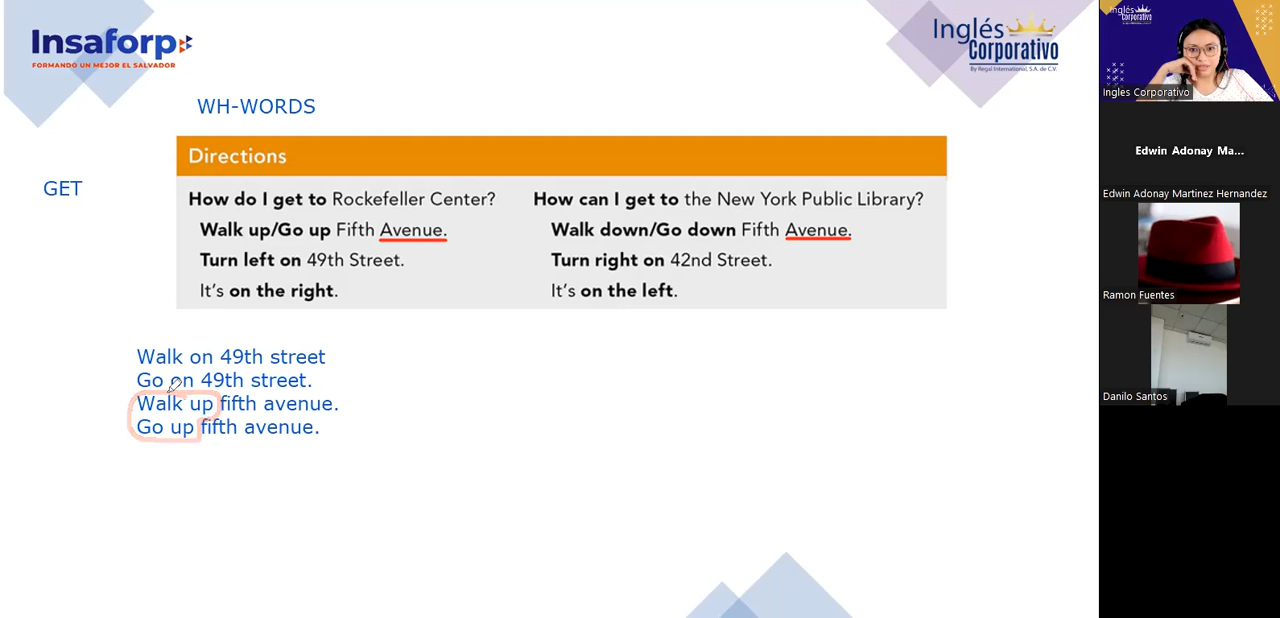 Insaforp
FORMANDO UN MEJOR EL SALVADOR
Inglés
Corporativo
By Regal International, S.A. de C.V.
WH-WORDS
GET
Directions
How do I get to Rockefeller Center?
Walk up/Go up Fifth Avenue.
Turn left on 49th Street.
It's on the right.
How can I get to the New York Public Library?
Walk down/Go down Fifth Avenue.
Turn right on 42nd Street.
It's on the left.
Walk on 49th street
Go on 49th street.
Walk up fifth avenue.
Go up fifth avenue.
Inglés
Corporativo
Ingles Corporativo
Edwin Adonay Ma...
Edwin Adonay Martinez Hernandez
Ramon Fuentes
Danilo Santos